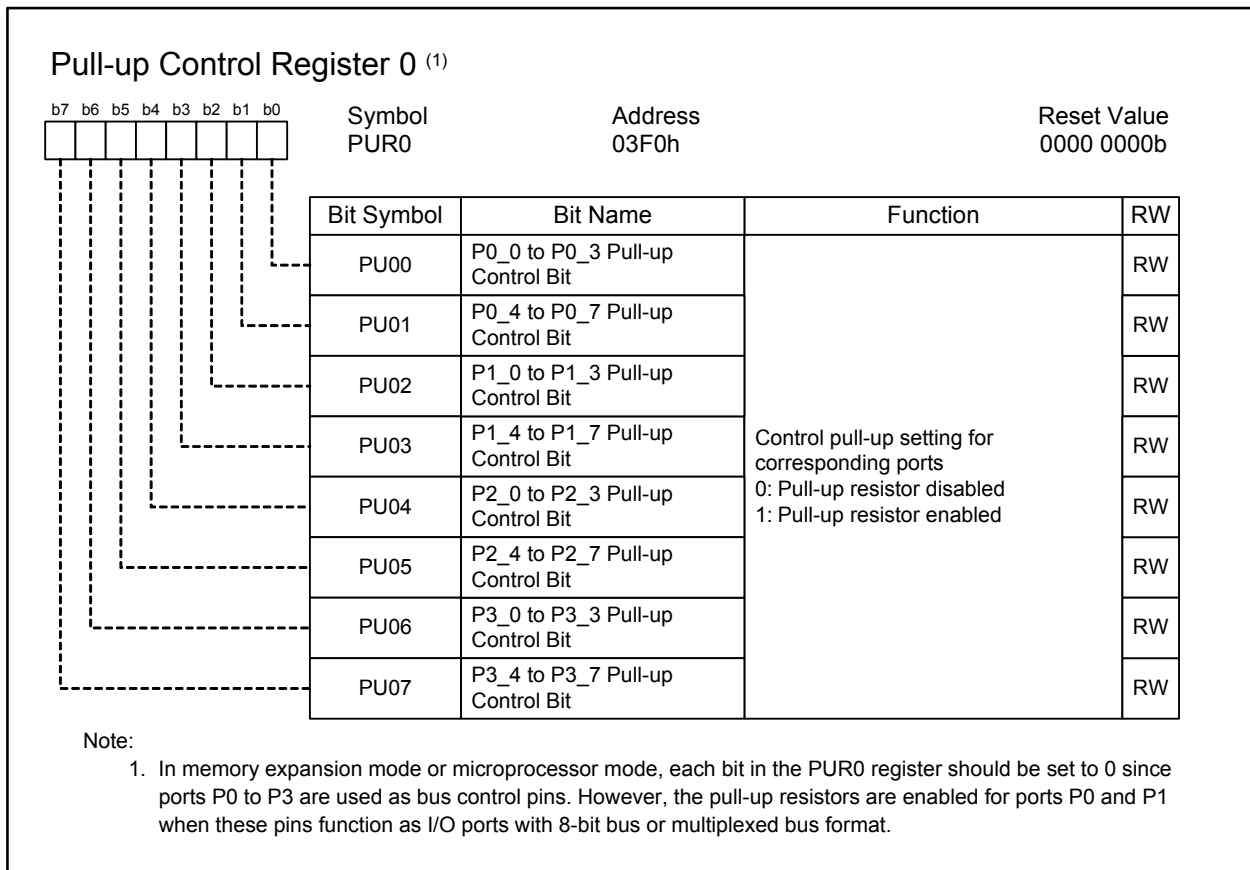 Pull-up Control Register 0 (1)
b7 b6 b5 b4 b3 b2 b1 b0
Symbol Address Reset Value
PUR0 03F0h 0000 0000b
Bit Symbol Bit Name Function RW
PU00 P0_0 to P0_3 Pull-up
Control Bit RW
PU01 P0_4 to P0_7 Pull-up
Control Bit RW
PU02 P1_0 to P1_3 Pull-up
Control Bit RW
PU03 P1_4 to P1_7 Pull-up
Control Bit RW
PU04 P2_0 to P2_3 Pull-up
Control Bit RW
PU05 P2_4 to P2_7 Pull-up
Control Bit RW
PU06 P3_0 to P3_3 Pull-up
Control Bit RW
PU07 P3_4 to P3_7 Pull-up
Control Bit RW
Control pull-up setting for
corresponding ports
0: Pull-up resistor disabled
1: Pull-up resistor enabled
Note:
1. In memory expansion mode or microprocessor mode, each bit in the PUR0 register should be set to 0 since
ports P0 to P3 are used as bus control pins. However, the pull-up resistors are enabled for ports P0 and P1
when these pins function as I/O ports with 8-bit bus or multiplexed bus format.